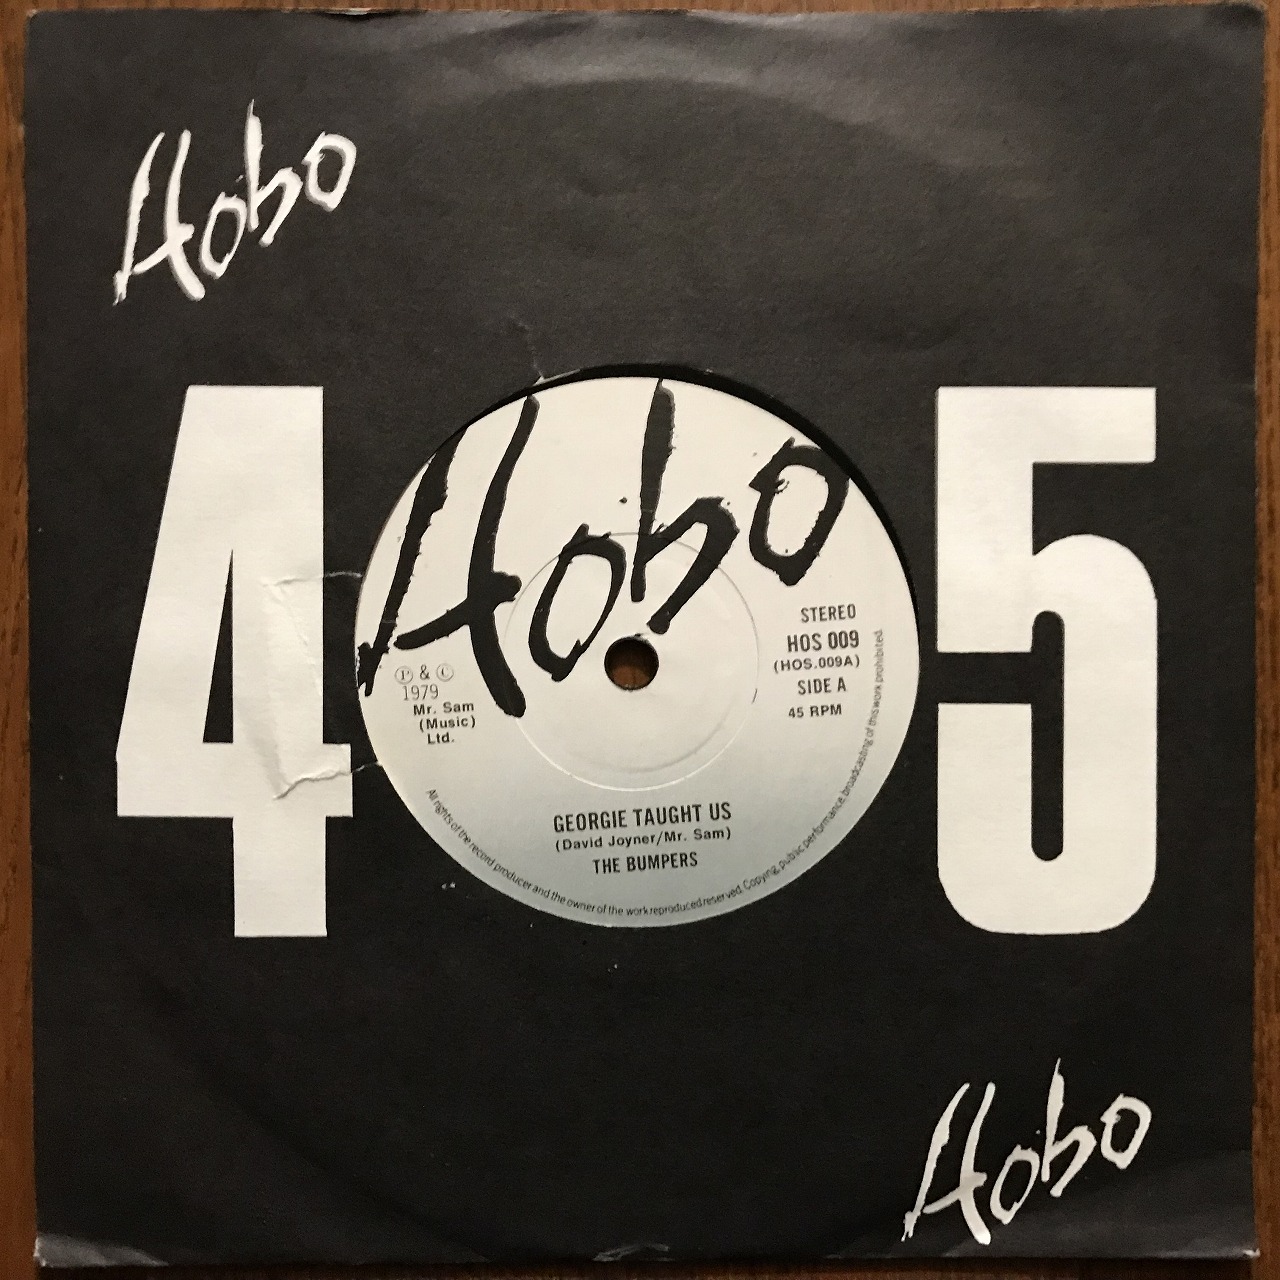 Hobo
45
Hobo
STEREO
HOS 009
(HOS.009A)
SIDE A
45 RPM
Ⓟ & ©
1979
Mr. Sam
(Music)
Ltd.
GEORGIE TAUGHT US
(David Joyner/Mr. Sam)
THE BUMPERS
All rights of the record producer and the owner of the work reproduced reserved. Copying, public performance, broadcasting of this work prohibited.
Hobo